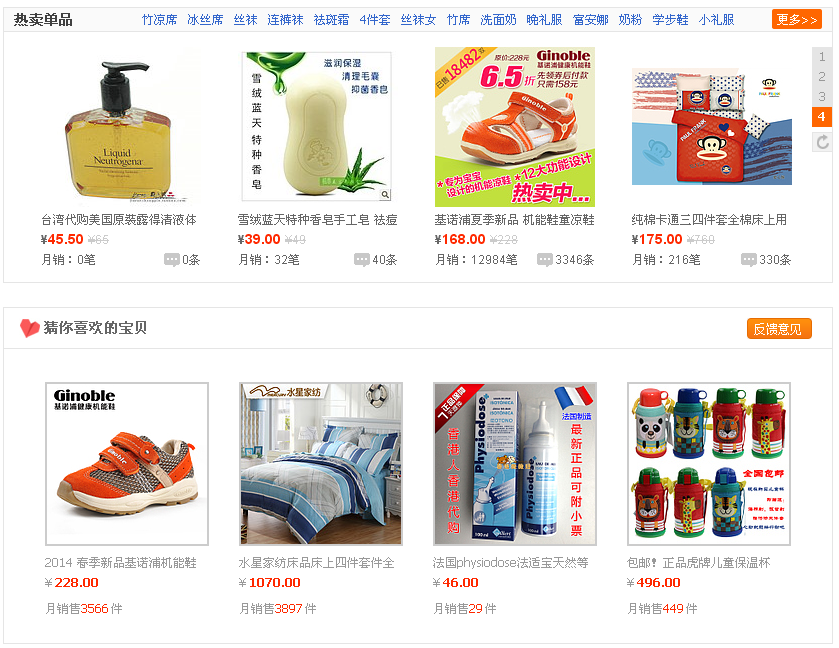 热卖单品 竹凉席 冰丝席 丝袜 连裤袜 祛斑霜 4件套 丝袜女 竹席 洗面奶 晚礼服 富安娜 奶粉 学步鞋 小礼服 更多>>
1
2
3
4
Liquid
Neutrogena
雪绒蓝天 特种香皂
滋润保湿
清理毛囊
抑菌香皂
已售18482双
原价:228元
6.5折
Ginoble
基诺浦机能鞋
先领券后付款
只需158元
★专为宝宝
设计的机能凉鞋
★12大功能设计
热卖中...
PAUL FRANK
台湾代购美国原装露得清液体
¥45.50 ¥65
月销：0笔 0条
雪绒蓝天特种香皂手工皂 祛痘
¥39.00 ¥49
月销：32笔 40条
基诺浦夏季新品 机能鞋童凉鞋
¥168.00 ¥228
月销：12984笔 3346条
纯棉卡通三四件套全棉床上用
¥175.00 ¥760
月销：216笔 330条
猜你喜欢的宝贝 反馈意见
Ginoble
基诺浦健康机能鞋
水星家纺
正品保障
Physiodose
香港人香港代购
法国制造
最新正品可附小票
Physiodose
Gilbert
全国包邮
2014 春季新品基诺浦机能鞋
￥228.00
月销售3566 件
水星家纺床品床上四件套件全
￥1070.00
月销售3897 件
法国physiodose法适宝天然等
￥46.00
月销售29 件
包邮！正品虎牌儿童保温杯
￥496.00
月销售449 件